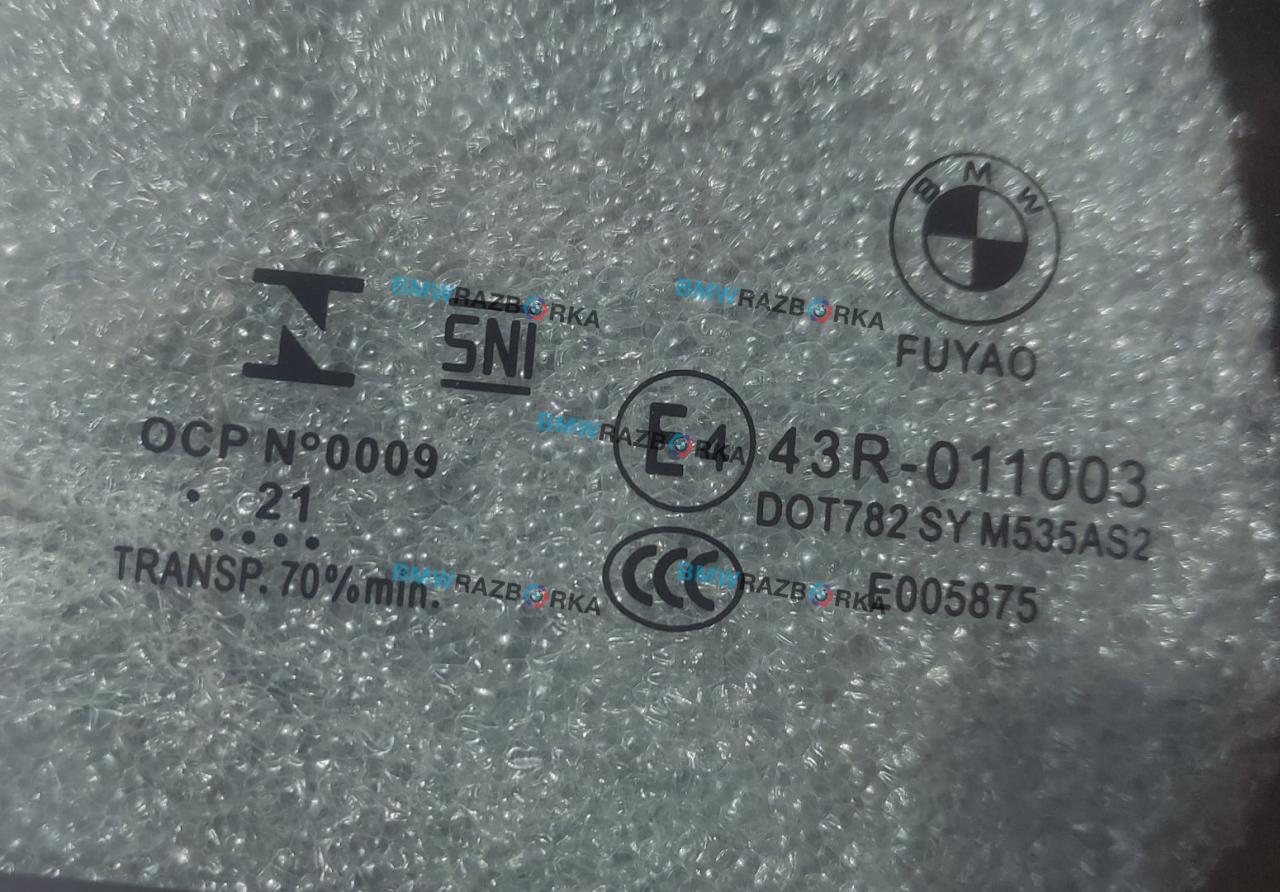 BMW
FUYAO
BMWRAZBORKA
BMWRAZBORKA
SNI
BMWRAZBORKA
E4
43R-011003
OCP Nº0009
DOT782 SY M535AS2
. 21
....
TRANSP. 70%min.
BMWRAZBORKA
CCC
BMWRAZBORKA
E005875